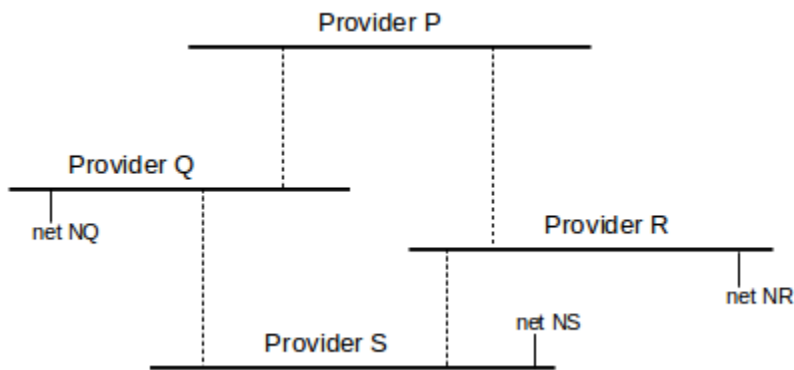 Provider P
Provider Q
net NQ
Provider R
net NR
net NS
Provider S